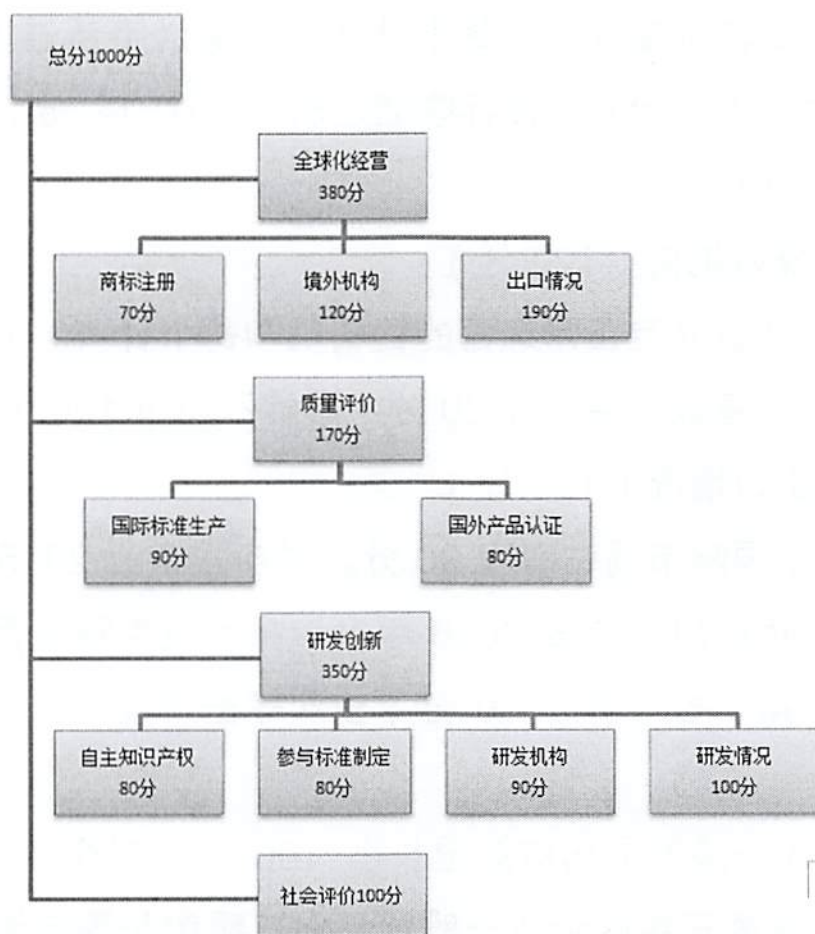 总分1000分
全球化经营
380分
商标注册
70分
境外机构
120分
出口情况
190分
质量评价
170分
国际标准生产
90分
国外产品认证
80分
研发创新
350分
自主知识产权
80分
参与标准制定
80分
研发机构
90分
研发情况
100分
社会评价100分